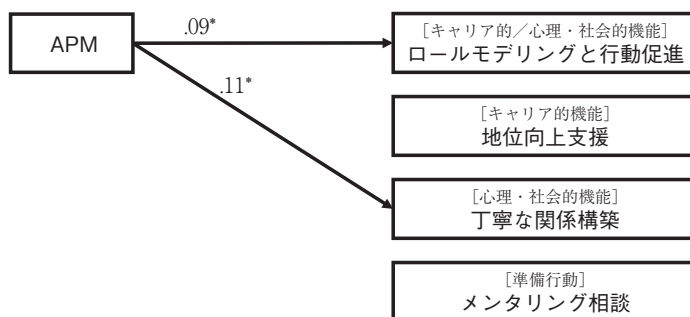 APM
.09*
.11*
［キャリア的／心理・社会的機能］
ロールモデリングと行動促進
［キャリア的機能］
地位向上支援
［心理・社会的機能］
丁寧な関係構築
［準備行動］
メンタリング相談